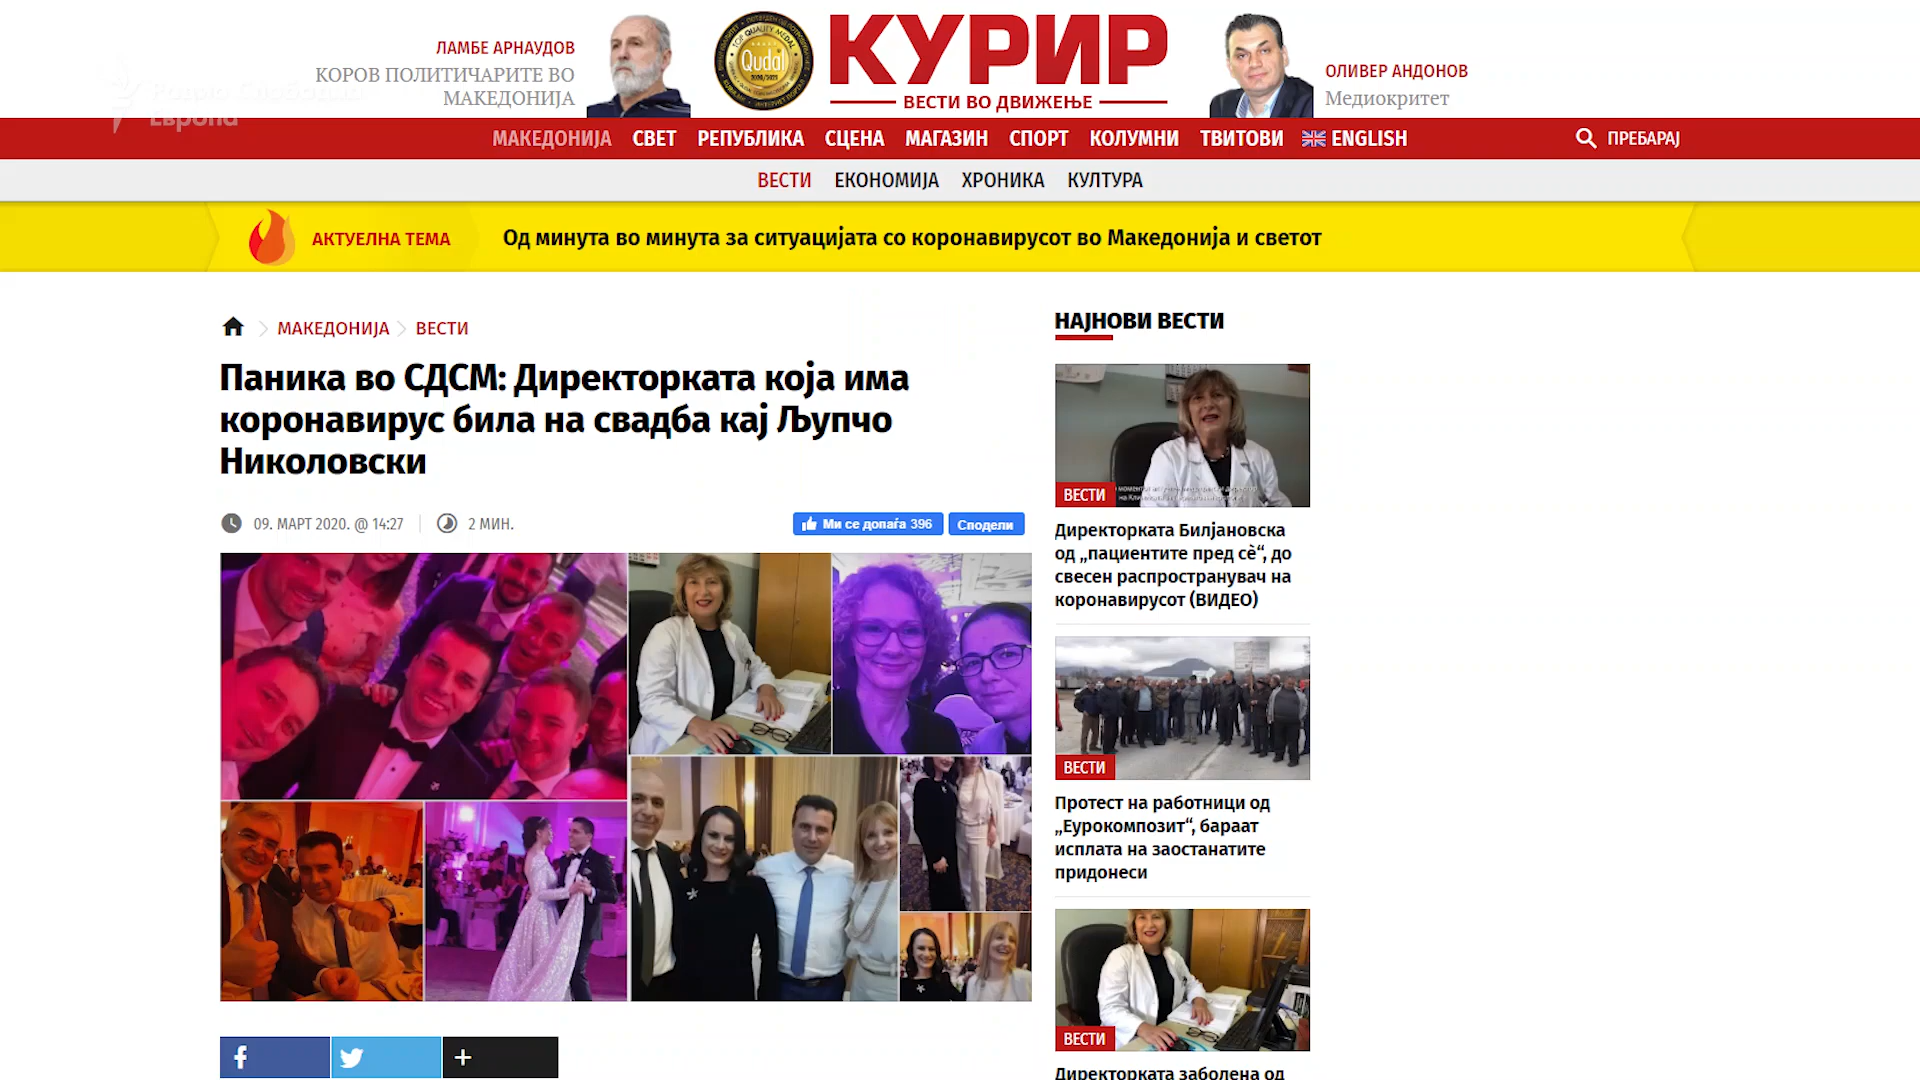 ЛАМБЕ АРНАУДОВ
КОРОВ ПОЛИТИЧАРИТЕ ВО
МАКЕДОНИЈА
Qudal
КУРИР
ВЕСТИ ВО ДВИЖЕЊЕ
ОЛИВЕР АНДОНОВ
Медиокритет
Радио Слободна
Европа
МАКЕДОНИЈА СВЕТ РЕПУБЛИКА СЦЕНА МАГАЗИН СПОРТ КОЛУМНИ ТВИТОВИ ENGLISH ПРЕБАРАЈ
ВЕСТИ ЕКОНОМИЈА ХРОНИКА КУЛТУРА
АКТУЕЛНА ТЕМА Од минута во минута за ситуацијата со коронавирусот во Македонија и светот
МАКЕДОНИЈА ВЕСТИ
Паника во СДСМ: Директорката која има
коронавирус била на свадба кај Љупчо
Николовски
09. МАРТ 2020. @ 14:27 2 МИН.
Ми се допаѓа 396 Сподели
НАЈНОВИ ВЕСТИ
ВЕСТИ
Директорката Билјановска
од „пациентите пред сѐ“, до
свесен распространувач на
коронавирусот (ВИДЕО)
ВЕСТИ
Протест на работници од
„Еурокомпозит“, бараат
исплата на заостанатите
придонеси
ВЕСТИ
Директорката заболена од